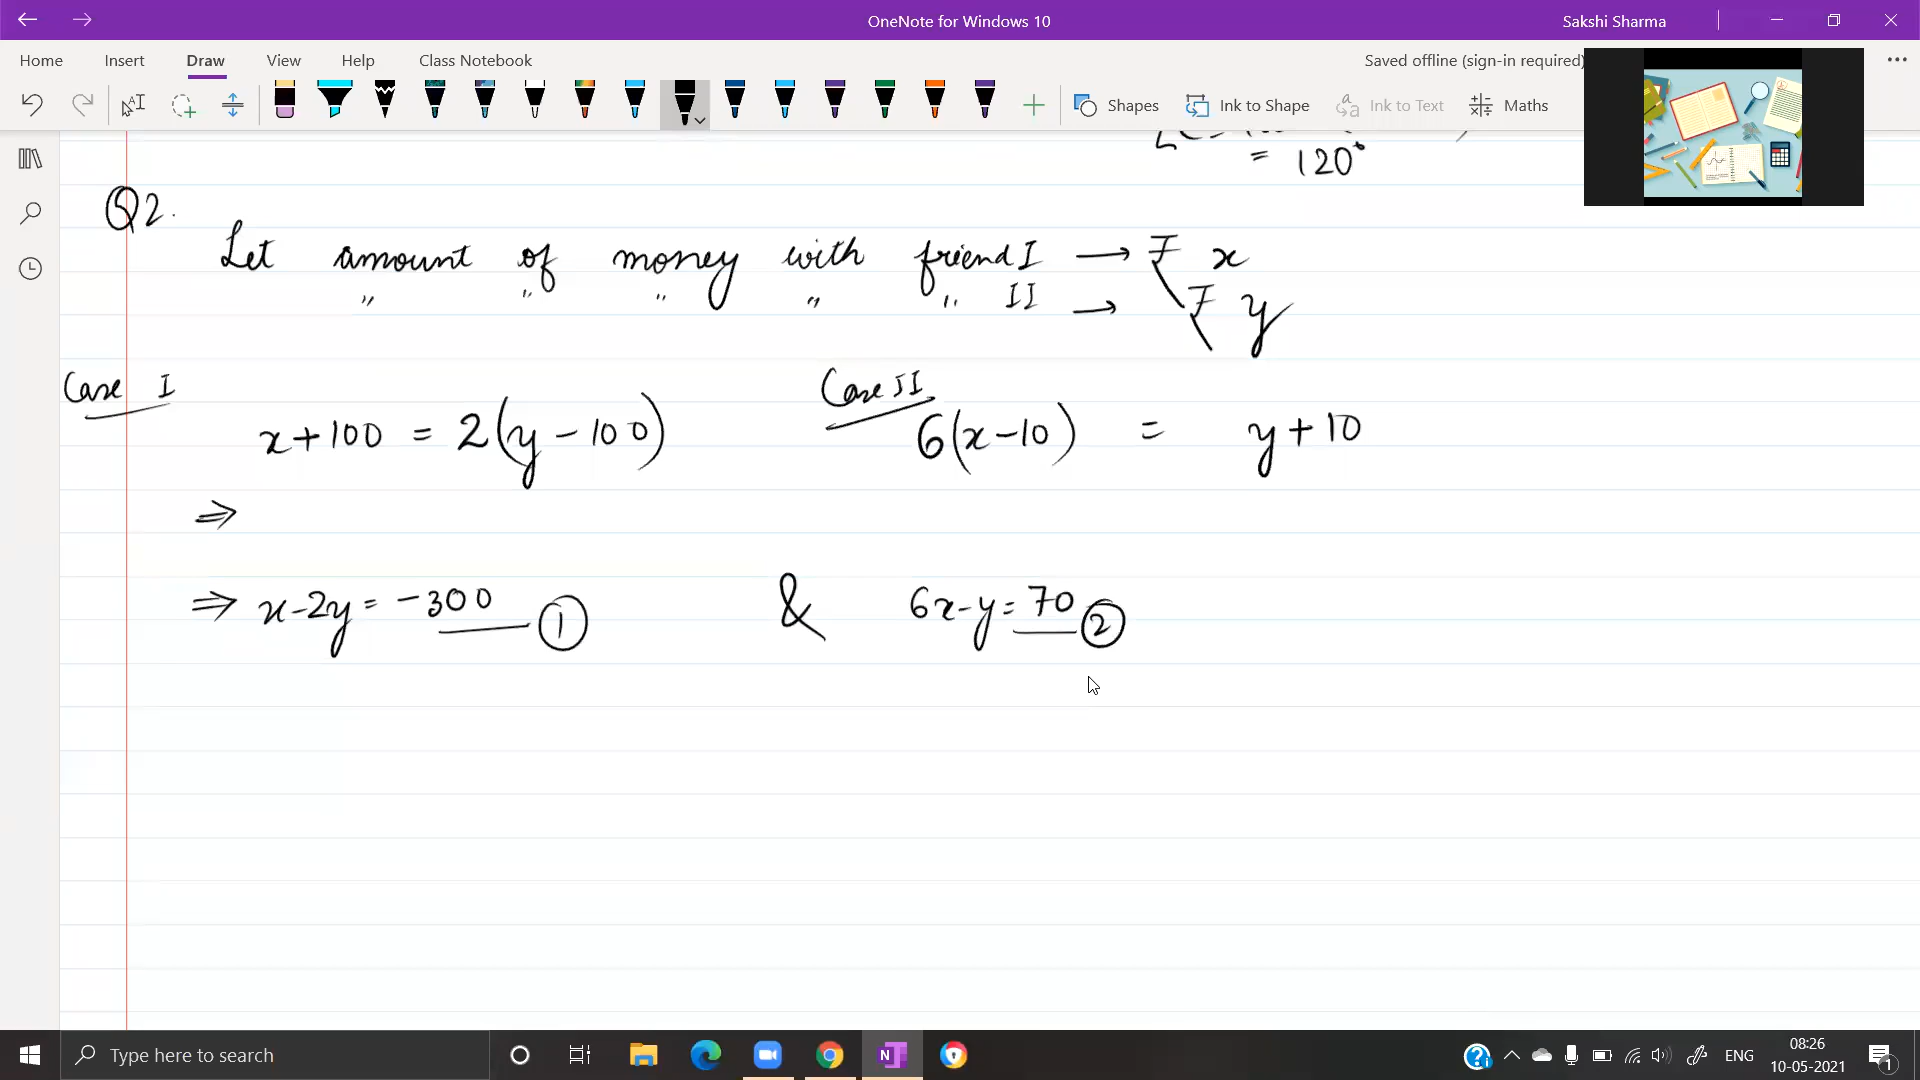 OneNote for Windows 10
Sakshi Sharma
Home Insert Draw View Help Class Notebook
Saved offline (sign-in required)
Shapes Ink to Shape Ink to Text Maths
= 120°
Q2.
Let amount of money with friend I → ₹ x
" " " " " II → ₹ y
Case I
x+100 = 2(y-100)
Case II
6(x-10) = y+10
⇒
⇒ x-2y = -300 ①
& 6x-y = 70 ②
Type here to search
ENG
08:26
10-05-2021
1